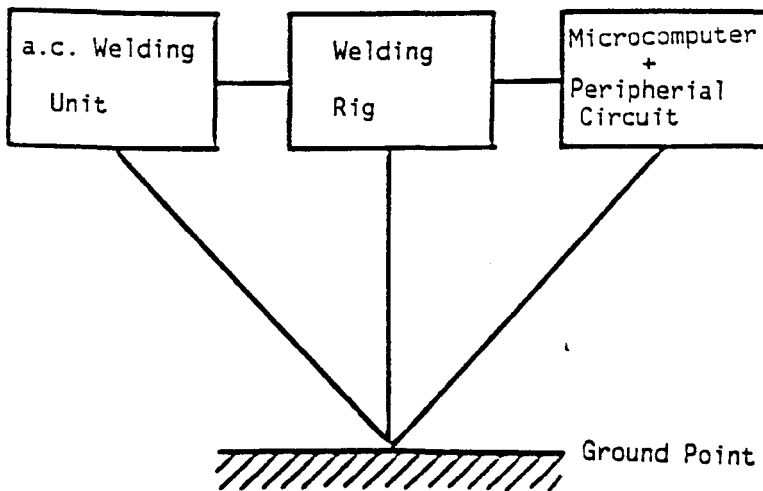 a.c. Welding
Unit
Welding
Rig
Microcomputer
+
Peripherial
Circuit
Ground Point